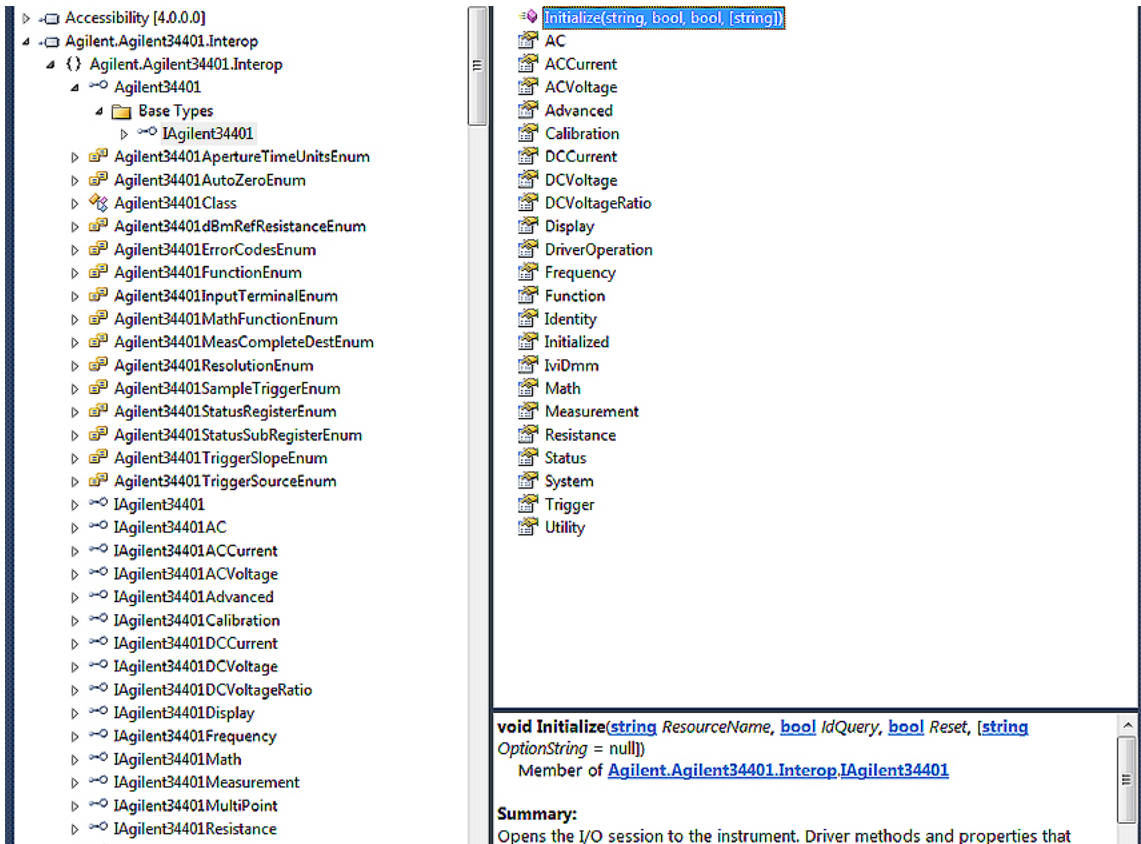 Accessibility [4.0.0.0]
Agilent.Agilent34401.Interop
{} Agilent.Agilent34401.Interop
Agilent34401
Base Types
IAgilent34401
Agilent34401ApertureTimeUnitsEnum
Agilent34401AutoZeroEnum
Agilent34401Class
Agilent34401dBmRefResistanceEnum
Agilent34401ErrorCodesEnum
Agilent34401FunctionEnum
Agilent34401InputTerminalEnum
Agilent34401MathFunctionEnum
Agilent34401MeasCompleteDestEnum
Agilent34401ResolutionEnum
Agilent34401SampleTriggerEnum
Agilent34401StatusRegisterEnum
Agilent34401StatusSubRegisterEnum
Agilent34401TriggerSlopeEnum
Agilent34401TriggerSourceEnum
IAgilent34401
IAgilent34401AC
IAgilent34401ACCurrent
IAgilent34401ACVoltage
IAgilent34401Advanced
IAgilent34401Calibration
IAgilent34401DCCurrent
IAgilent34401DCVoltage
IAgilent34401DCVoltageRatio
IAgilent34401Display
IAgilent34401Frequency
IAgilent34401Math
IAgilent34401Measurement
IAgilent34401MultiPoint
IAgilent34401Resistance
Initialize(string, bool, bool, [string])
AC
ACCurrent
ACVoltage
Advanced
Calibration
DCCurrent
DCVoltage
DCVoltageRatio
Display
DriverOperation
Frequency
Function
Identity
Initialized
IviDmm
Math
Measurement
Resistance
Status
System
Trigger
Utility
void Initialize(string ResourceName, bool IdQuery, bool Reset, [string
OptionString = null])
Member of Agilent.Agilent34401.Interop.IAgilent34401
Summary:
Opens the I/O session to the instrument. Driver methods and properties that